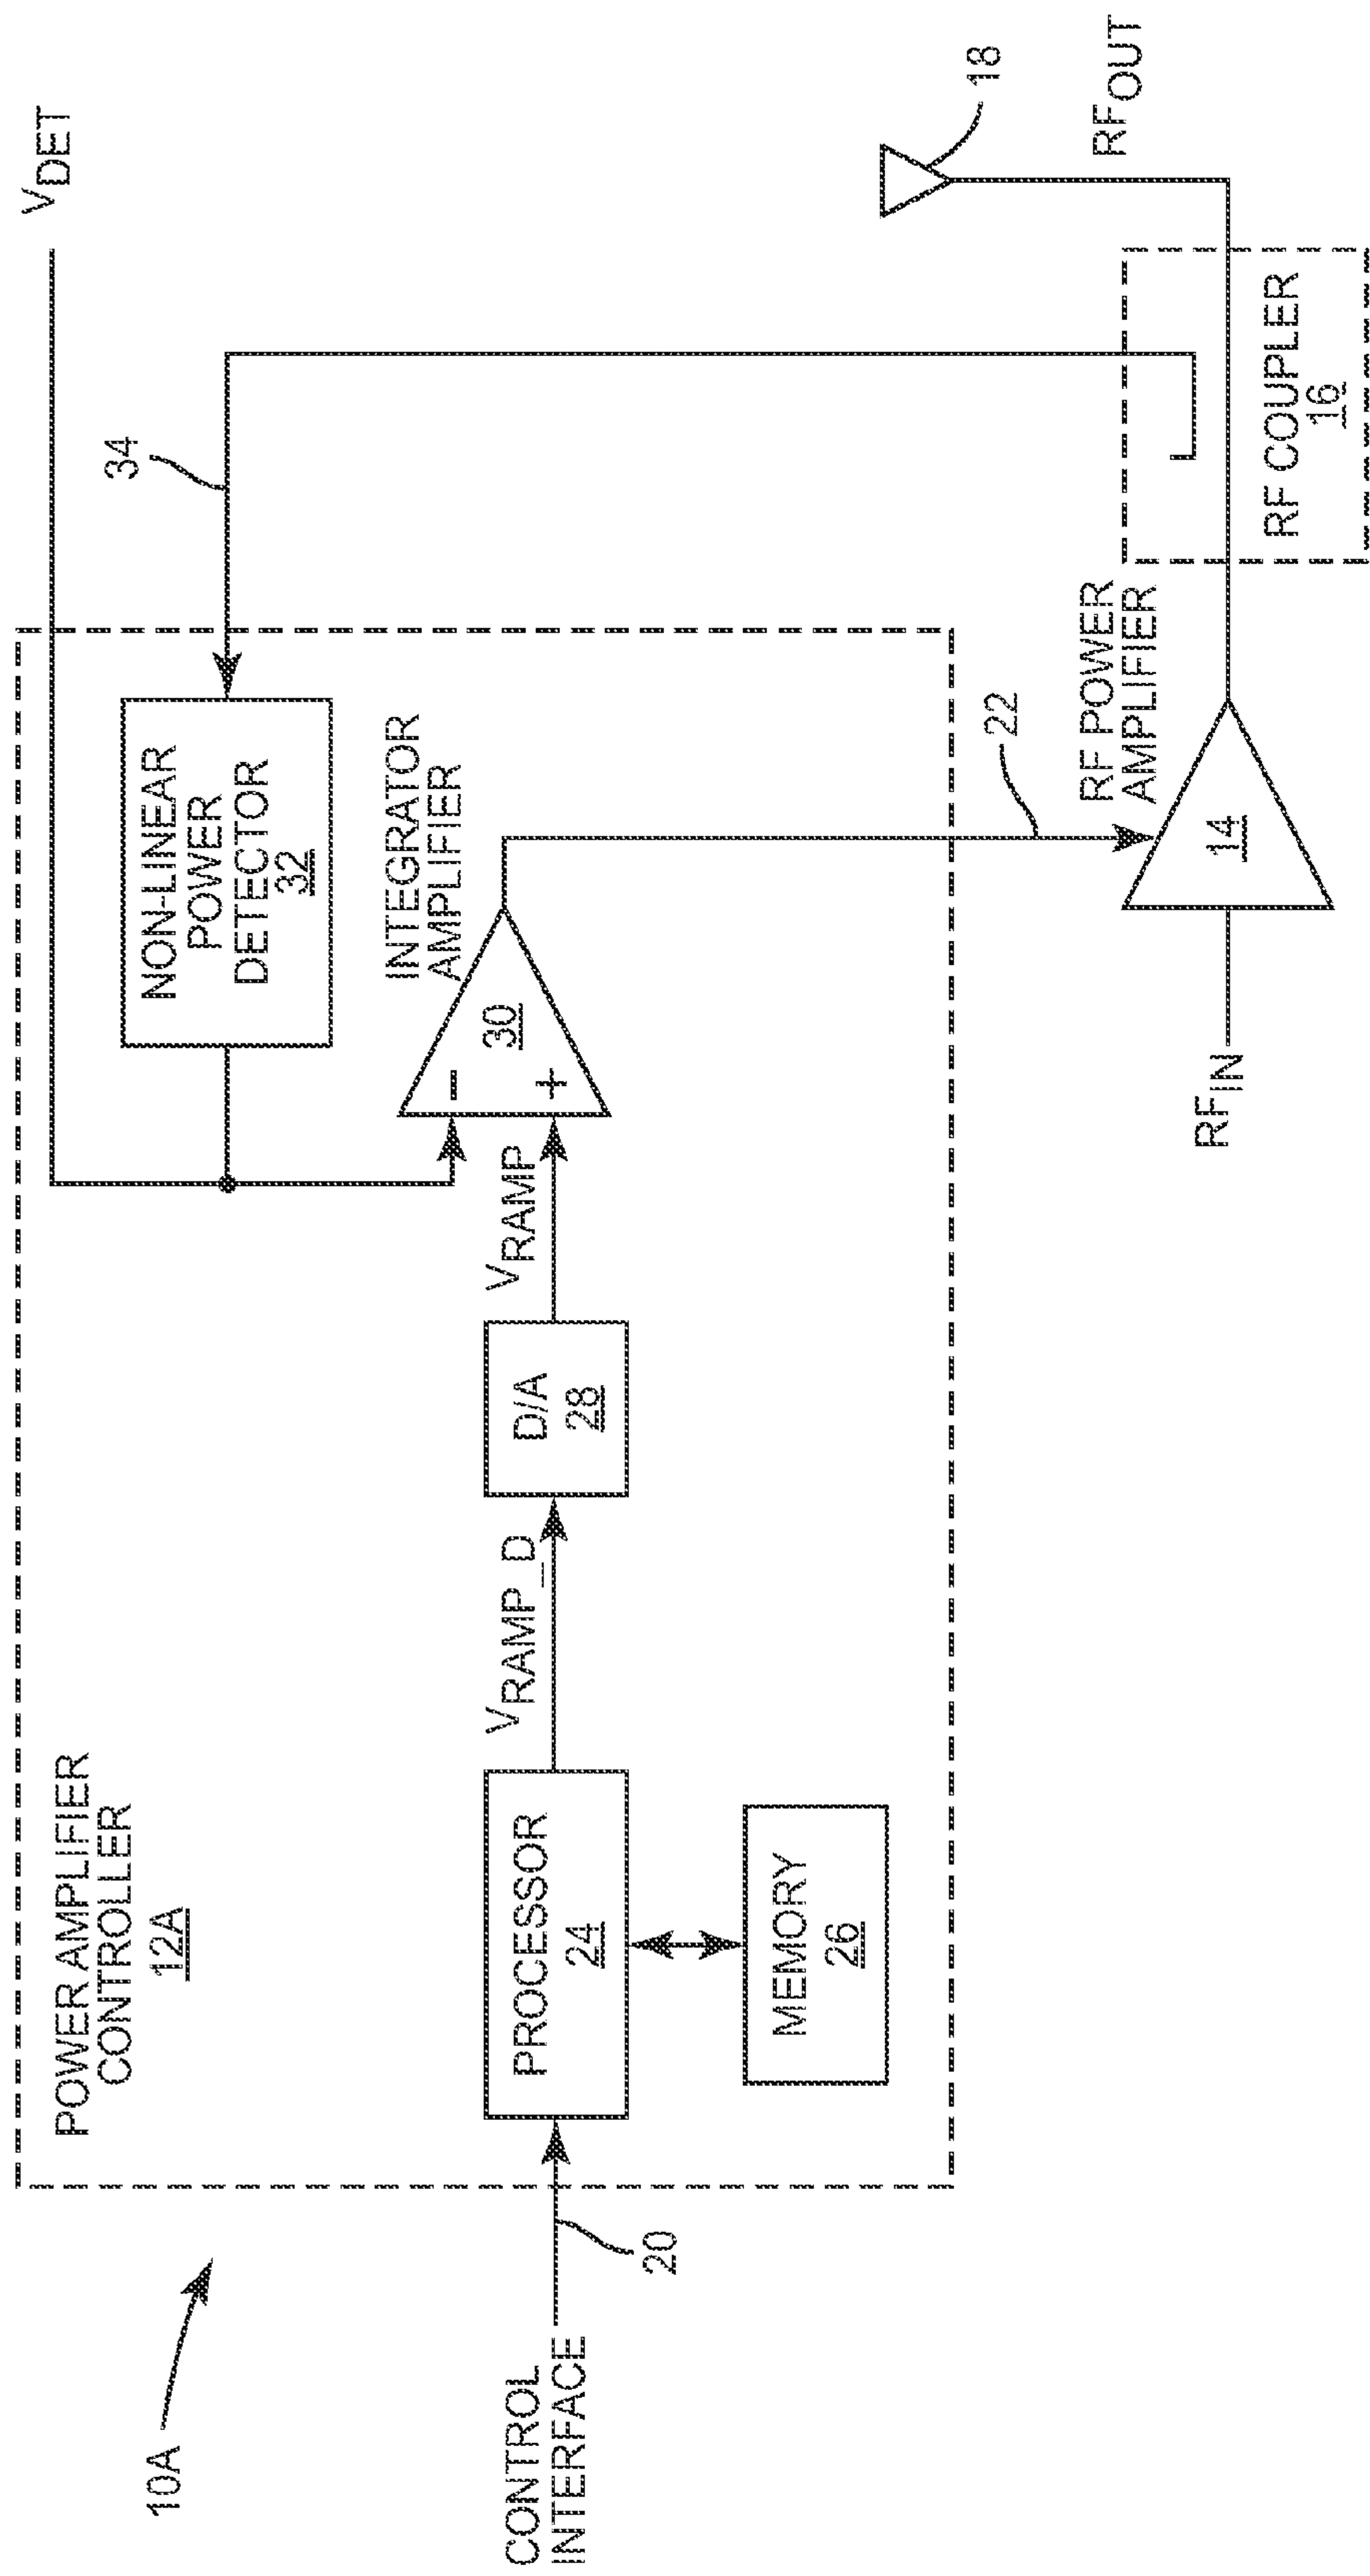 10A
POWER AMPLIFIER
CONTROLLER
12A
V_DET
34
NON-LINEAR
POWER
DETECTOR
32
INTEGRATOR
AMPLIFIER
30
−
+
CONTROL
INTERFACE
20
PROCESSOR
24
V_RAMP_D
D/A
28
V_RAMP
MEMORY
26
22
18
RF_OUT
RF POWER
AMPLIFIER
14
RF_IN
RF COUPLER
16